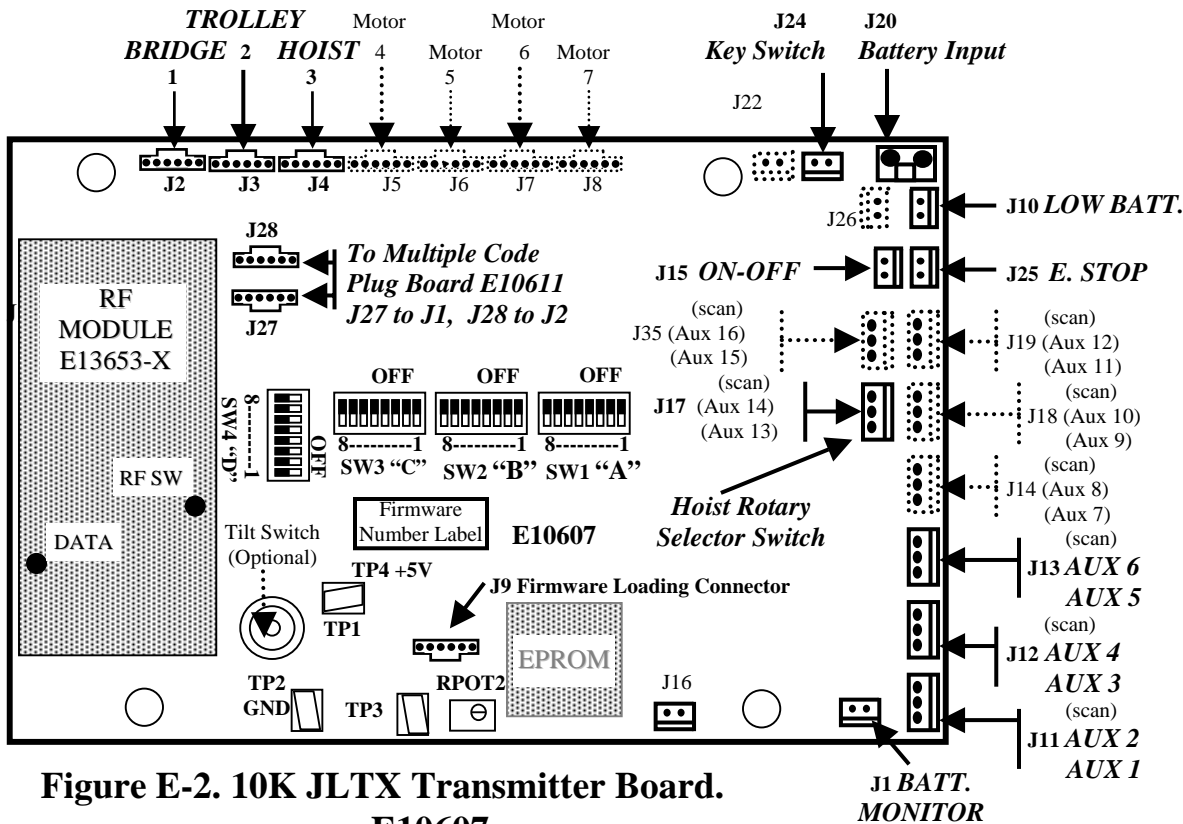 TROLLEY Motor Motor J24 J20
BRIDGE 2 HOIST 4 Motor 6 Motor Key Switch Battery Input
1 3 5 7
J22
J2 J3 J4 J5 J6 J7 J8
J26 J10 LOW BATT.
J28
To Multiple Code
Plug Board E10611
J27 to J1, J28 to J2
J27
J15 ON-OFF J25 E. STOP
RF
MODULE
E13653-X
(scan)
J35 (Aux 16)
(Aux 15)
(scan)
J19 (Aux 12)
(Aux 11)
(scan)
J17 (Aux 14)
(Aux 13)
(scan)
J18 (Aux 10)
(Aux 9)
OFF OFF OFF
8--------1 8--------1 8--------1
SW3 “C” SW2 “B” SW1 “A”
SW4 “D”
8--------1
OFF
(scan)
J14 (Aux 8)
(Aux 7)
RF SW
DATA
Firmware
Number Label
E10607
Hoist Rotary
Selector Switch
Tilt Switch
(Optional)
(scan)
J13 AUX 6
AUX 5
TP4 +5V
TP1
J9 Firmware Loading Connector
EPROM
(scan)
J12 AUX 4
AUX 3
TP2
GND
TP3
RPOT2
J16
(scan)
J11 AUX 2
AUX 1
J1 BATT.
MONITOR
Figure E-2. 10K JLTX Transmitter Board.
E10607